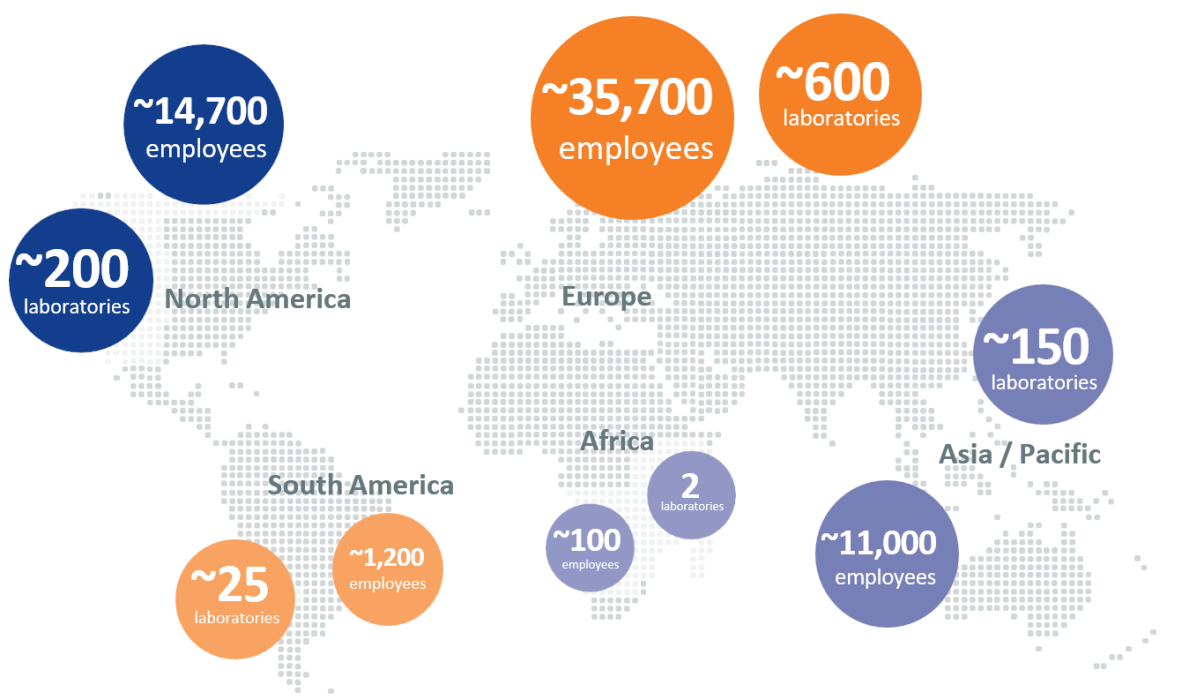 ~14,700
employees
~200
laboratories
North America
~35,700
employees
~600
laboratories
Europe
~150
laboratories
Asia / Pacific
~11,000
employees
Africa
2
laboratories
~100
employees
South America
~25
laboratories
~1,200
employees